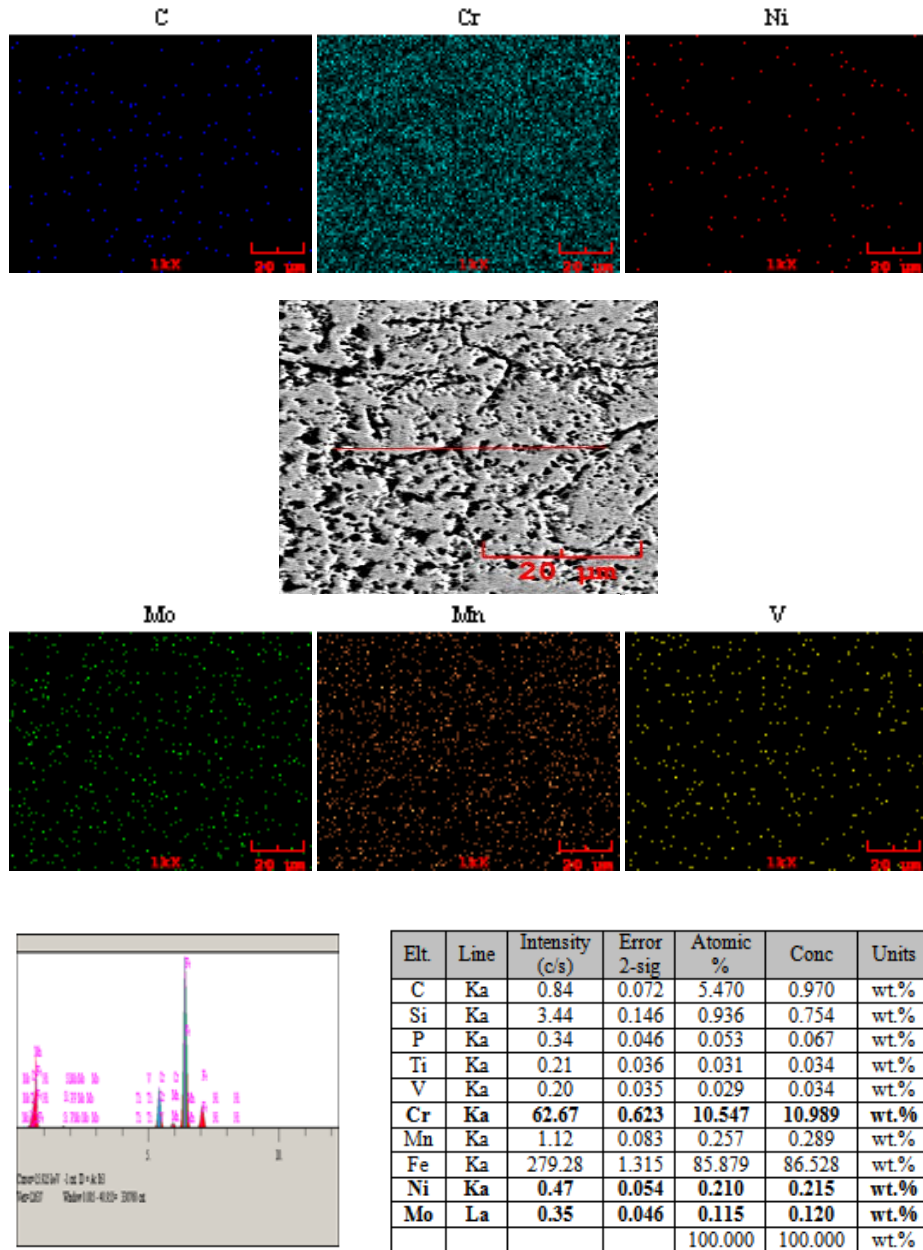 C Cr Ni
1kX 20 µm 1kX 20 µm 1kX 20 µm
20 µm
Mo Mn V
1kX 20 µm 1kX 20 µm 1kX 20 µm
Elt. Line Intensity (c/s) Error 2-sig Atomic % Conc Units
C Ka 0.84 0.072 5.470 0.970 wt.%
Si Ka 3.44 0.146 0.936 0.754 wt.%
P Ka 0.34 0.046 0.053 0.067 wt.%
Ti Ka 0.21 0.036 0.031 0.034 wt.%
V Ka 0.20 0.035 0.029 0.034 wt.%
Cr Ka 62.67 0.623 10.547 10.989 wt.%
Mn Ka 1.12 0.083 0.257 0.289 wt.%
Fe Ka 279.28 1.315 85.879 86.528 wt.%
Ni Ka 0.47 0.054 0.210 0.215 wt.%
Mo La 0.35 0.046 0.115 0.120 wt.%
100.000 100.000 wt.%